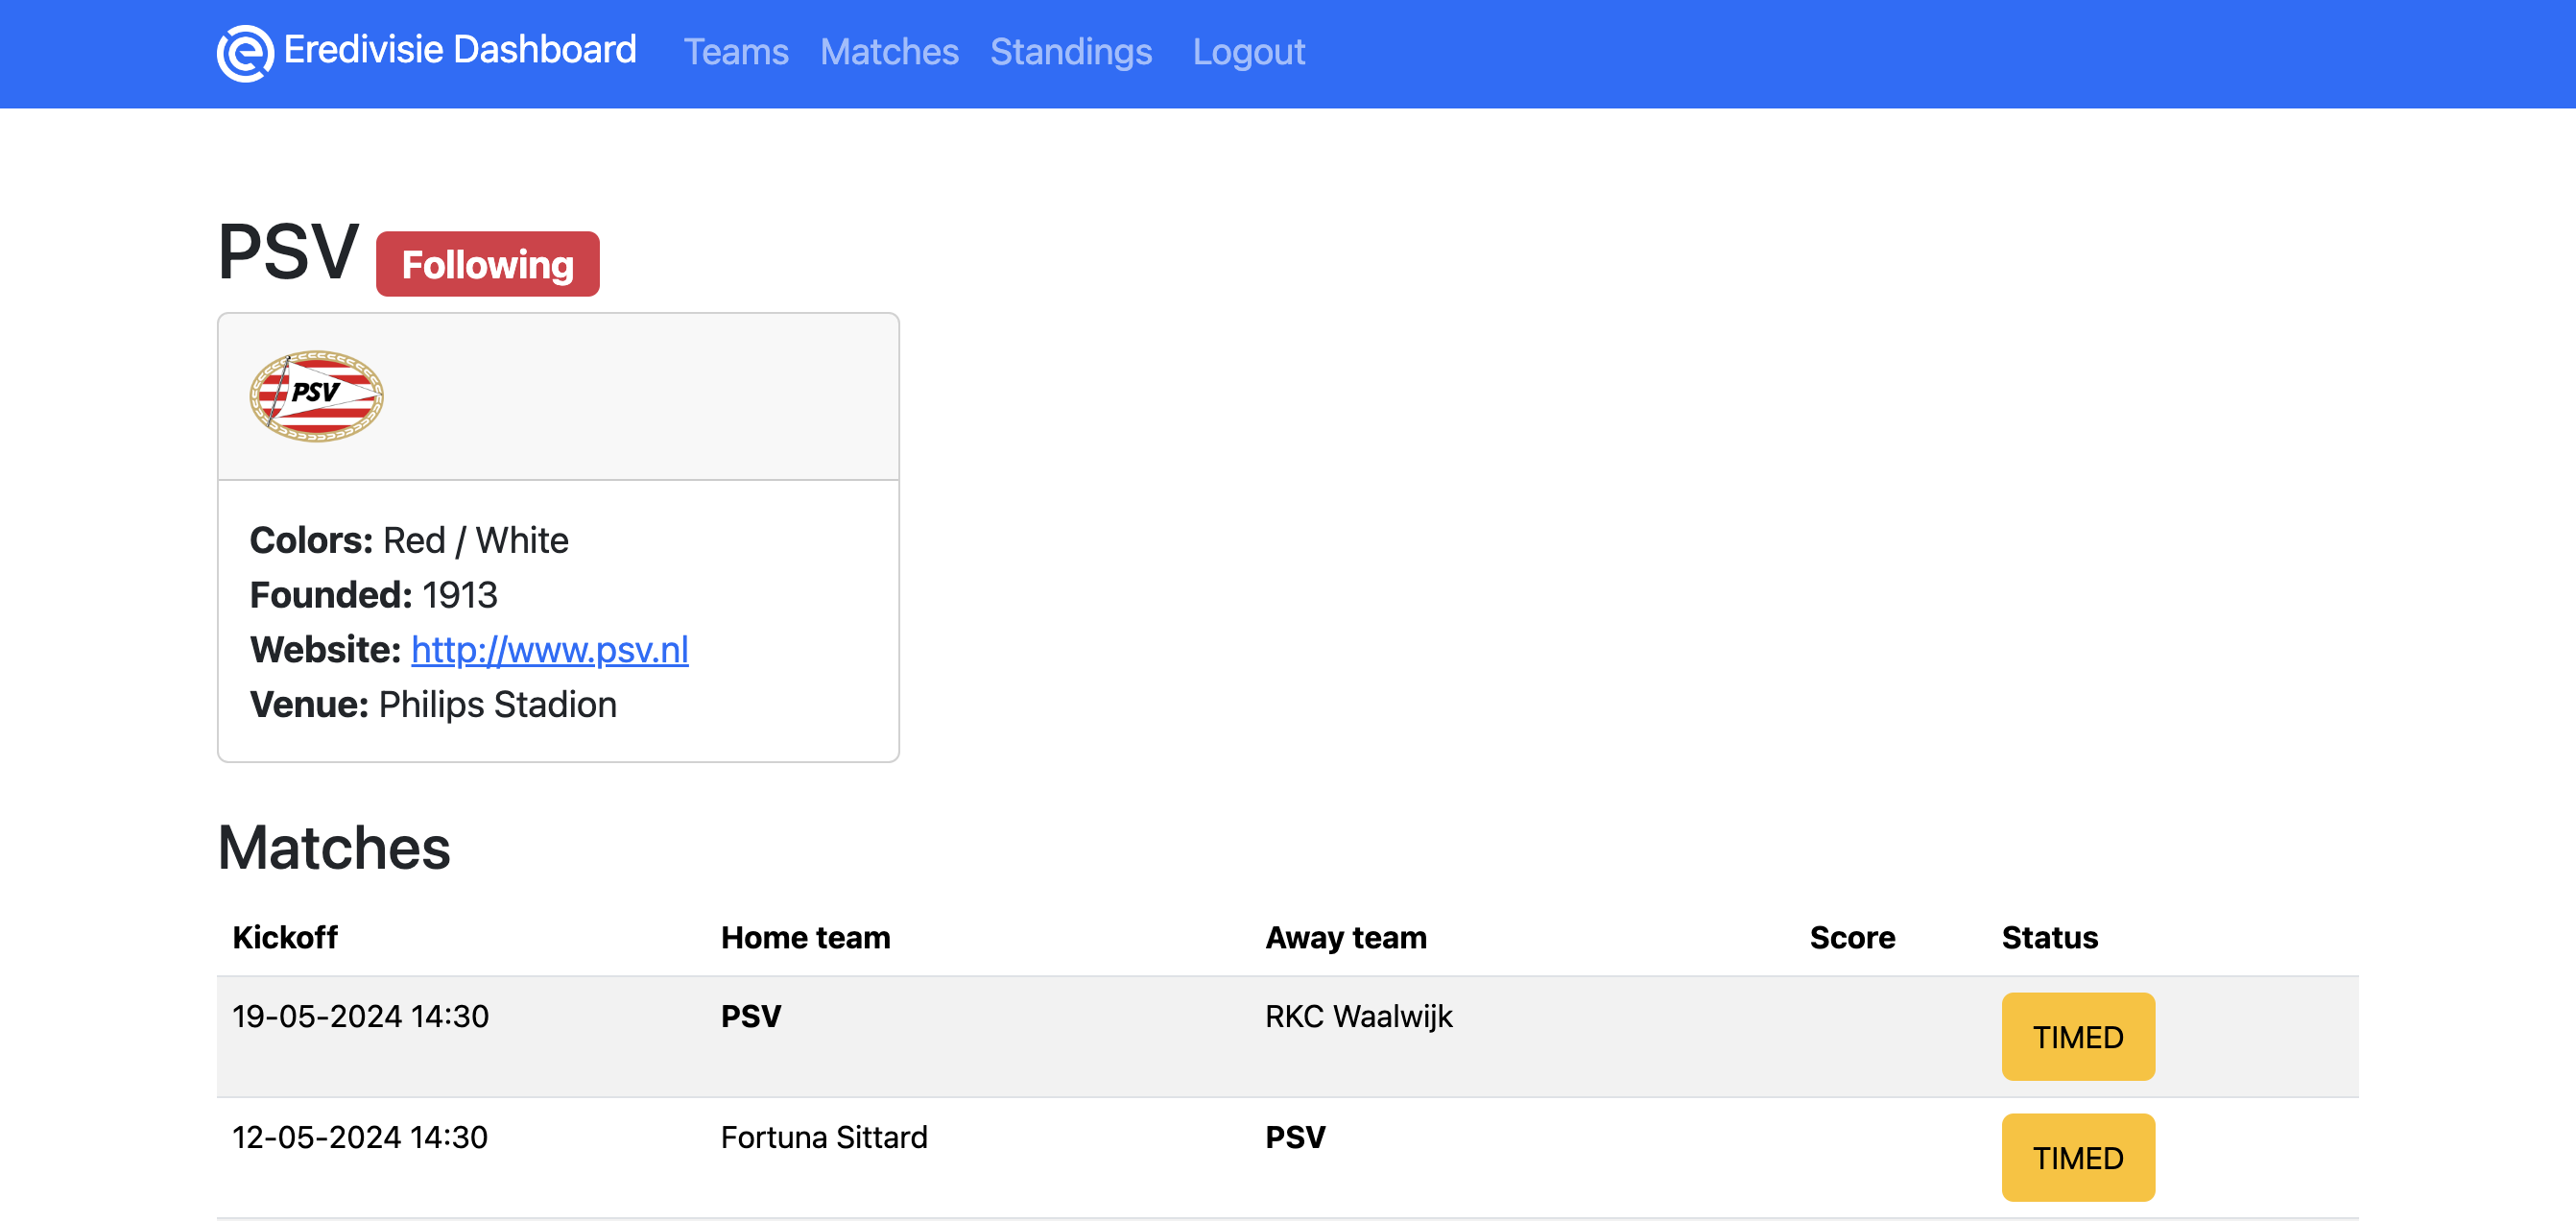 Eredivisie Dashboard Teams Matches Standings Logout
PSV Following
PSV
Colors: Red / White
Founded: 1913
Website: http://www.psv.nl
Venue: Philips Stadion
Matches
Kickoff Home team Away team Score Status
19-05-2024 14:30 PSV RKC Waalwijk TIMED
12-05-2024 14:30 Fortuna Sittard PSV TIMED